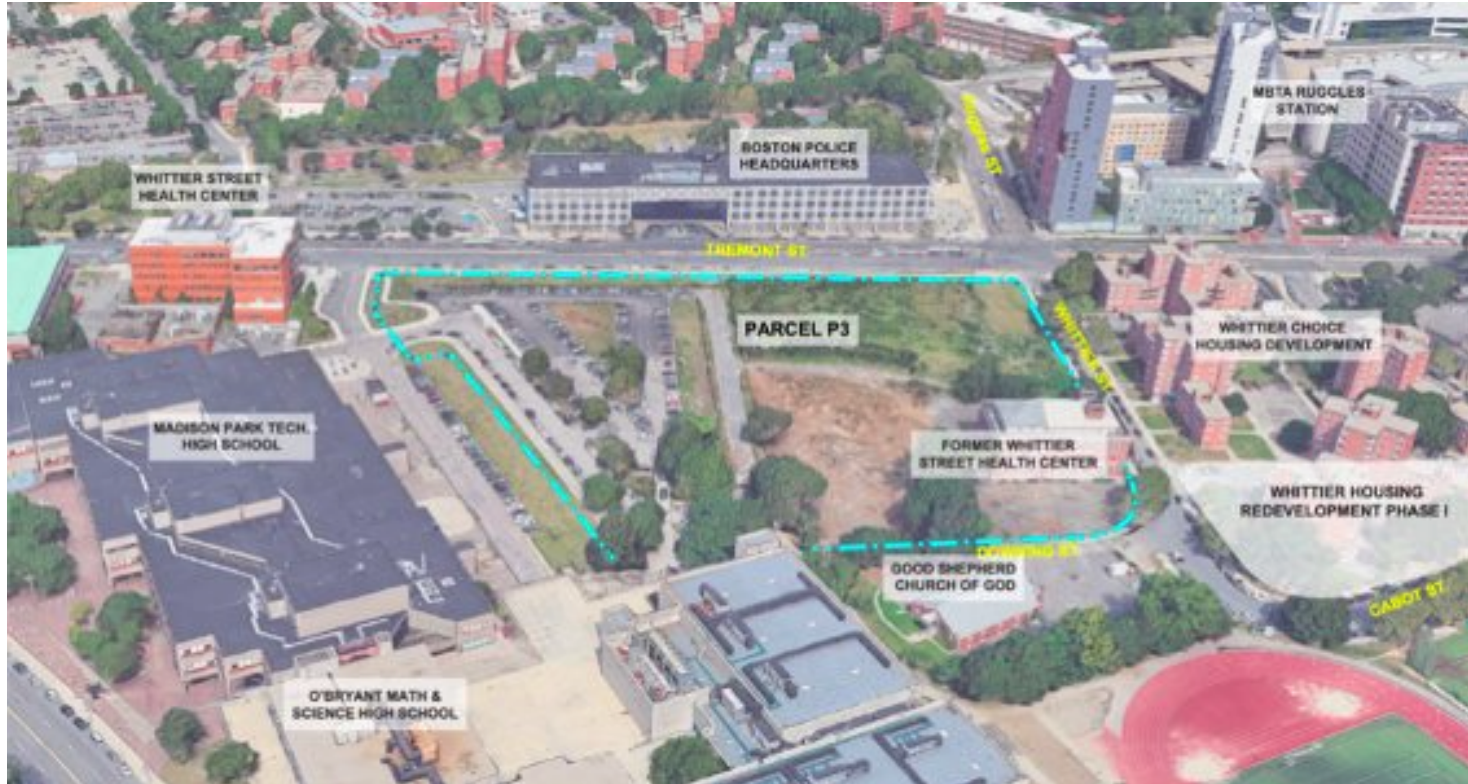 MBTA RUGGLES
STATION
RUGGLES ST
BOSTON POLICE
HEADQUARTERS
WHITTIER STREET
HEALTH CENTER
TREMONT ST
PARCEL P3
WHITTIER ST
WHITTIER CHOICE
HOUSING DEVELOPMENT
MADISON PARK TECH.
HIGH SCHOOL
FORMER WHITTIER
STREET HEALTH CENTER
WHITTIER HOUSING
REDEVELOPMENT PHASE I
DOWNING ST
GOOD SHEPHERD
CHURCH OF GOD
CABOT ST
O'BRYANT MATH &
SCIENCE HIGH SCHOOL